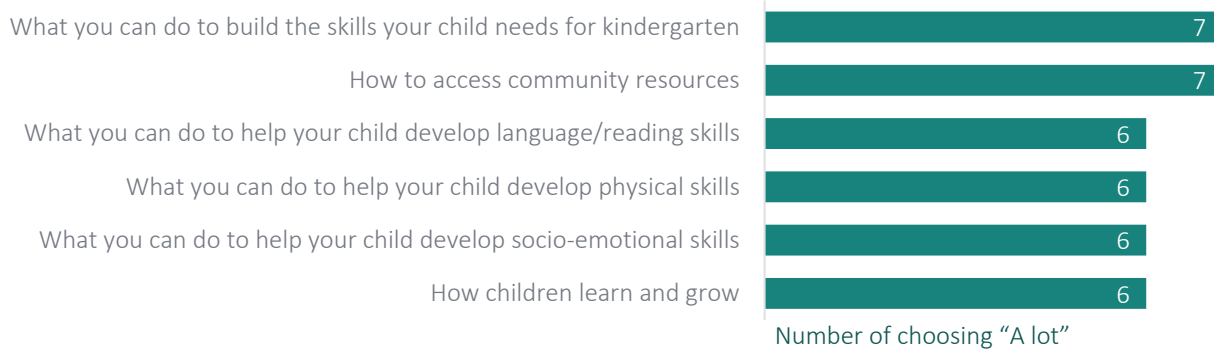 What you can do to build the skills your child needs for kindergarten 7
How to access community resources 7
What you can do to help your child develop language/reading skills 6
What you can do to help your child develop physical skills 6
What you can do to help your child develop socio-emotional skills 6
How children learn and grow 6
Number of choosing “A lot”